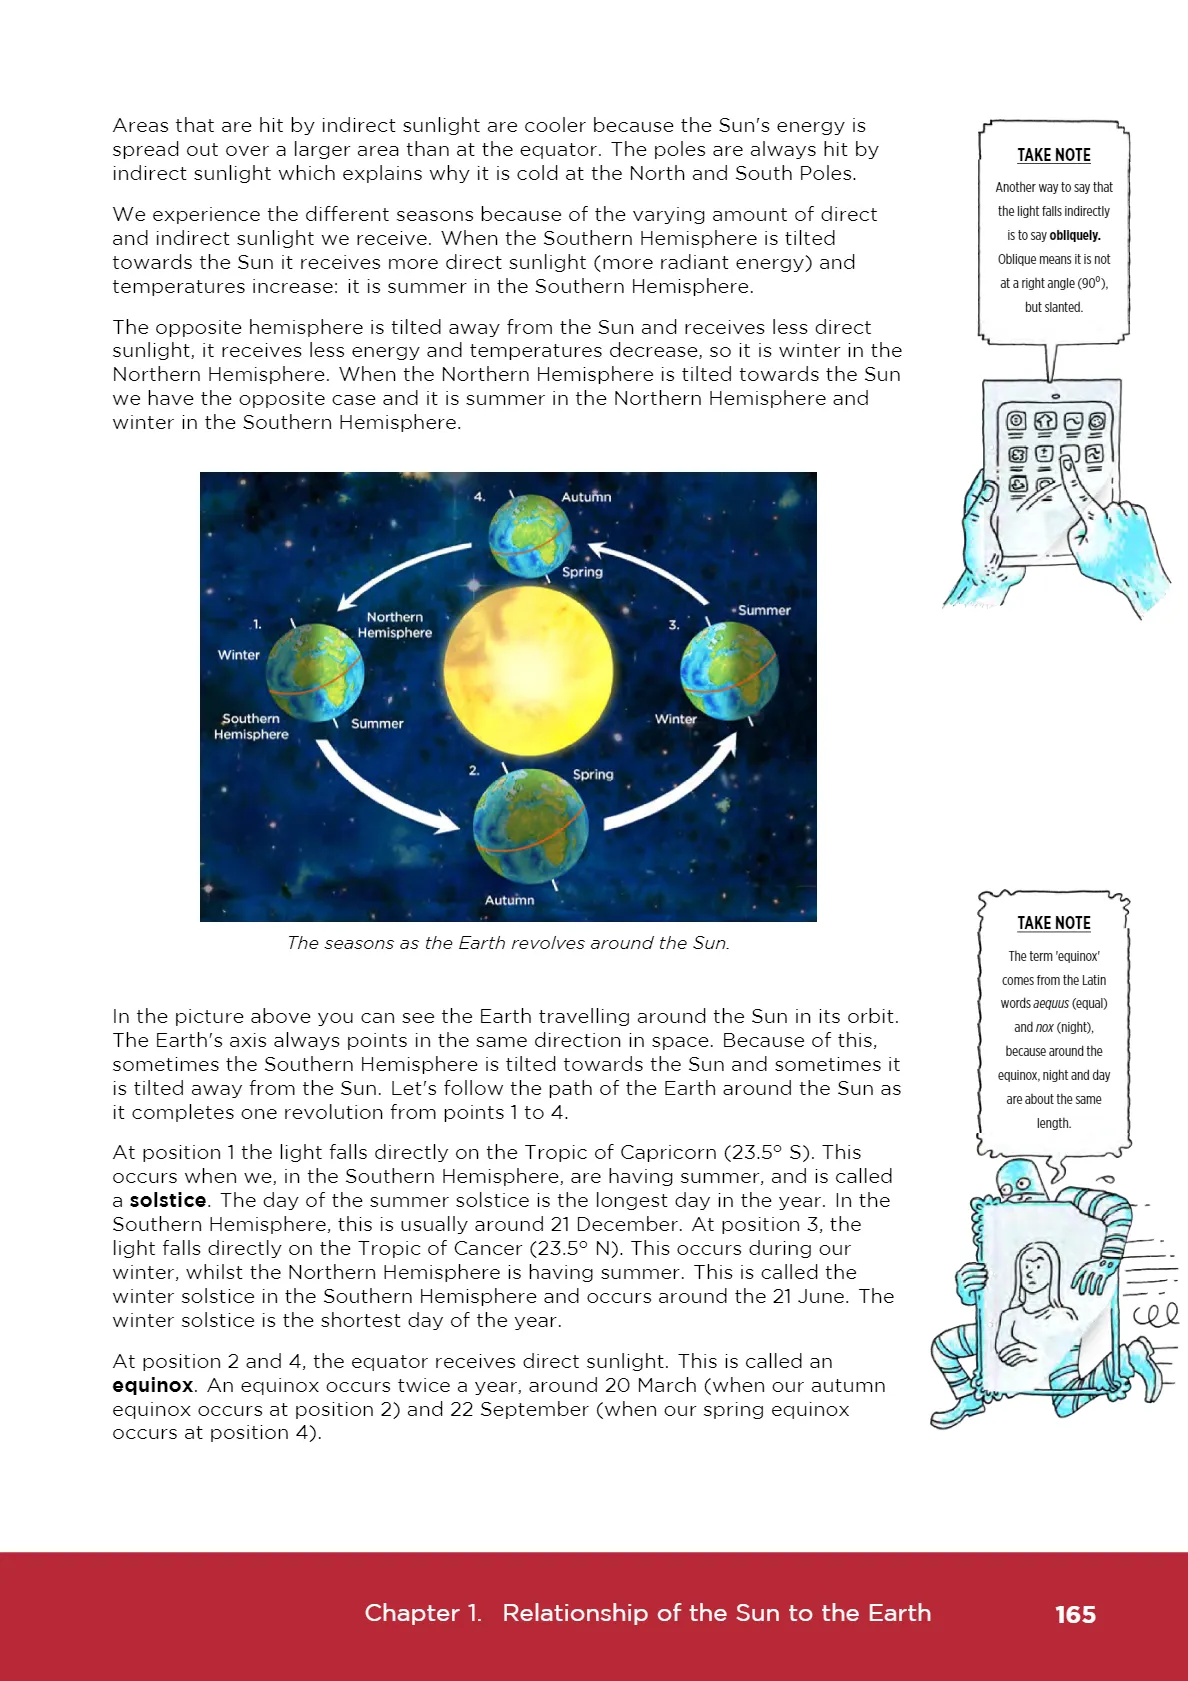 Areas that are hit by indirect sunlight are cooler because the Sun's energy is
spread out over a larger area than at the equator. The poles are always hit by
indirect sunlight which explains why it is cold at the North and South Poles.
We experience the different seasons because of the varying amount of direct
and indirect sunlight we receive. When the Southern Hemisphere is tilted
towards the Sun it receives more direct sunlight (more radiant energy) and
temperatures increase: it is summer in the Southern Hemisphere.
The opposite hemisphere is tilted away from the Sun and receives less direct
sunlight, it receives less energy and temperatures decrease, so it is winter in the
Northern Hemisphere. When the Northern Hemisphere is tilted towards the Sun
we have the opposite case and it is summer in the Northern Hemisphere and
winter in the Southern Hemisphere.
TAKE NOTE
Another way to say that
the light falls indirectly
is to say obliquely.
Oblique means it is not
at a right angle (90⁰),
but slanted.
4.
Autumn
Spring
1.
Northern
Hemisphere
Winter
Southern
Hemisphere
Summer
3.
Summer
Winter
2.
Spring
Autumn
The seasons as the Earth revolves around the Sun.
TAKE NOTE
The term 'equinox'
comes from the Latin
words aequus (equal)
and nox (night),
because around the
equinox, night and day
are about the same
length.
In the picture above you can see the Earth travelling around the Sun in its orbit.
The Earth's axis always points in the same direction in space. Because of this,
sometimes the Southern Hemisphere is tilted towards the Sun and sometimes it
is tilted away from the Sun. Let's follow the path of the Earth around the Sun as
it completes one revolution from points 1 to 4.
At position 1 the light falls directly on the Tropic of Capricorn (23.5° S). This
occurs when we, in the Southern Hemisphere, are having summer, and is called
a solstice. The day of the summer solstice is the longest day in the year. In the
Southern Hemisphere, this is usually around 21 December. At position 3, the
light falls directly on the Tropic of Cancer (23.5° N). This occurs during our
winter, whilst the Northern Hemisphere is having summer. This is called the
winter solstice in the Southern Hemisphere and occurs around the 21 June. The
winter solstice is the shortest day of the year.
At position 2 and 4, the equator receives direct sunlight. This is called an
equinox. An equinox occurs twice a year, around 20 March (when our autumn
equinox occurs at position 2) and 22 September (when our spring equinox
occurs at position 4).
Chapter 1. Relationship of the Sun to the Earth
165